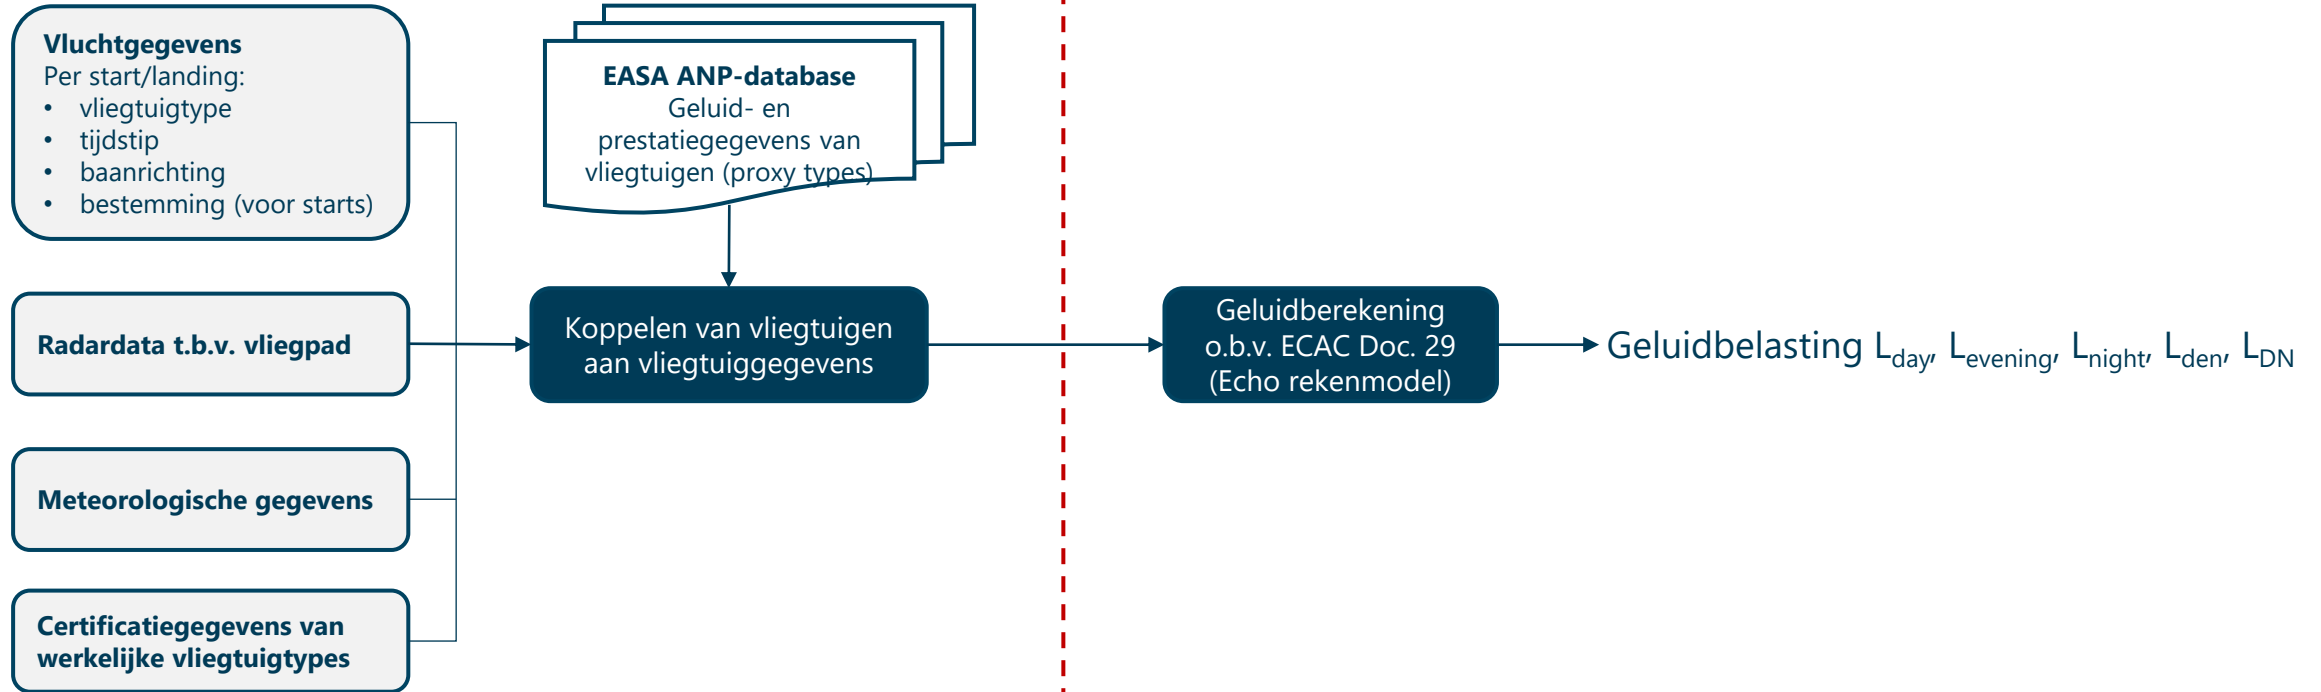 Vluchtgegevens
Per start/landing:
• vliegtuigtype
• tijdstip
• baanrichting
• bestemming (voor starts)
EASA ANP-database
Geluid- en
prestatiegegevens van
vliegtuigen (proxy types)
Radardata t.b.v. vliegpad
Koppelen van vliegtuigen
aan vliegtuiggegevens
Geluidberekening
o.b.v. ECAC Doc. 29
(Echo rekenmodel)
Geluidbelasting Lday, Levening, Lnight, Lden, LDN
Meteorologische gegevens
Certificatiegegevens van
werkelijke vliegtuigtypes